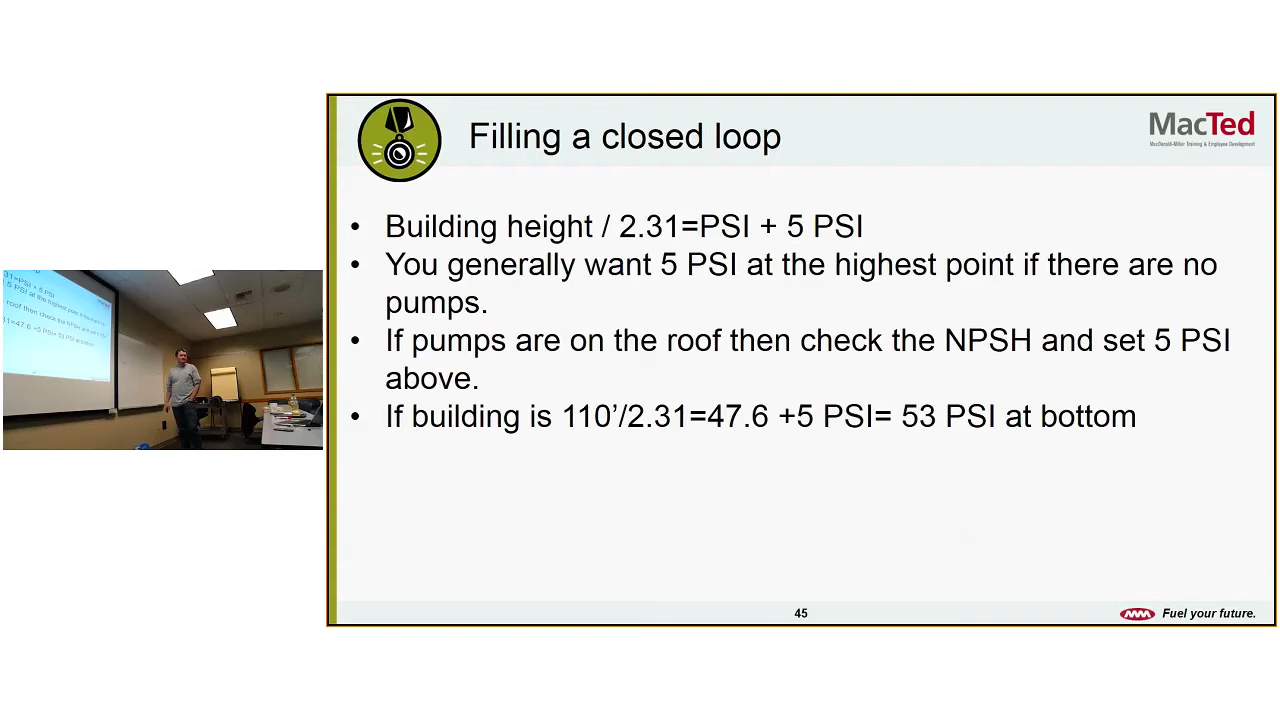 Filling a closed loop
MacTed
MacDonald-Miller Training & Employee Development
• Building height / 2.31=PSI + 5 PSI
• You generally want 5 PSI at the highest point if there are no
pumps.
• If pumps are on the roof then check the NPSH and set 5 PSI
above.
• If building is 110’/2.31=47.6 +5 PSI= 53 PSI at bottom
45
Fuel your future.